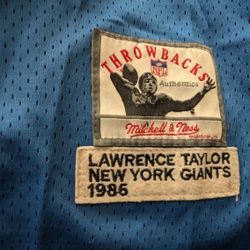 THROWBACKS
NFL
Authentics
Mitchell & Ness
LAWRENCE TAYLOR
NEW YORK GIANTS
1986